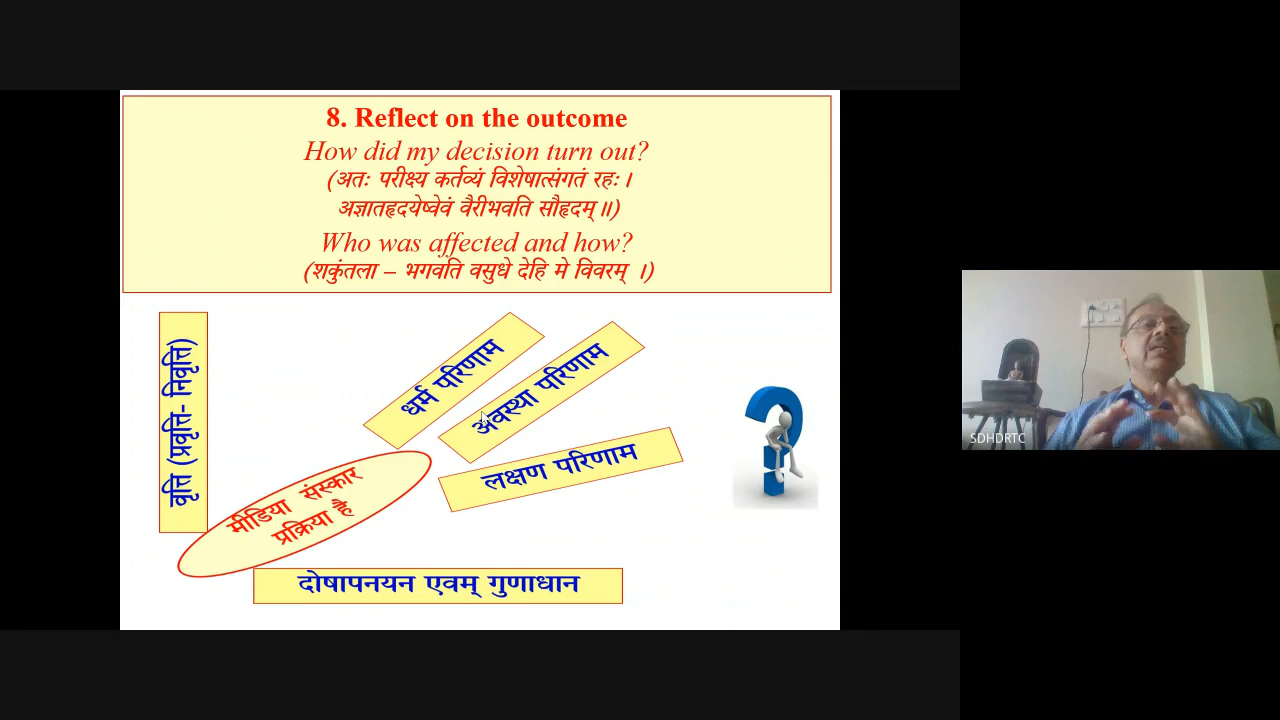 8. Reflect on the outcome
How did my decision turn out?
(अतः परीक्ष्य कर्तव्यं विशेषात्संगतं रहः ।
अज्ञातहृदयेष्वेवं वैरीभवति सौहृदम् ॥)
Who was affected and how?
(शकुंतला – भगवति वसुधे देहि मे विवरम् ।)
वृत्ति (प्रवृत्ति- निवृत्ति)
धर्म परिणाम
अवस्था परिणाम
लक्षण परिणाम
मीडिया संस्कार
प्रक्रिया है
दोषापनयन एवम् गुणाधान
SDHDRTC